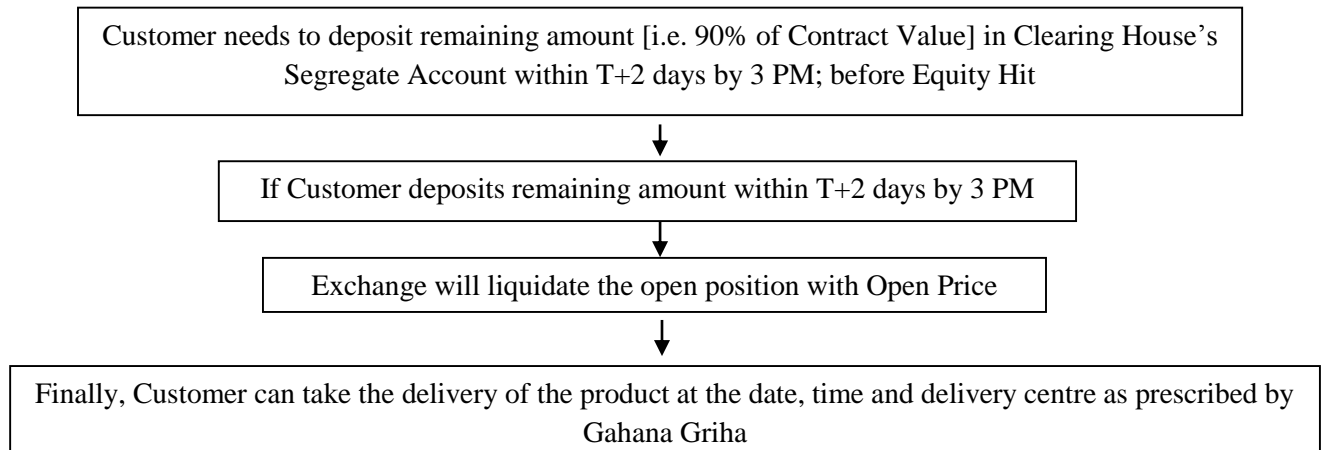 Customer needs to deposit remaining amount [i.e. 90% of Contract Value] in Clearing House’s
Segregate Account within T+2 days by 3 PM; before Equity Hit
If Customer deposits remaining amount within T+2 days by 3 PM
Exchange will liquidate the open position with Open Price
Finally, Customer can take the delivery of the product at the date, time and delivery centre as prescribed by
Gahana Griha